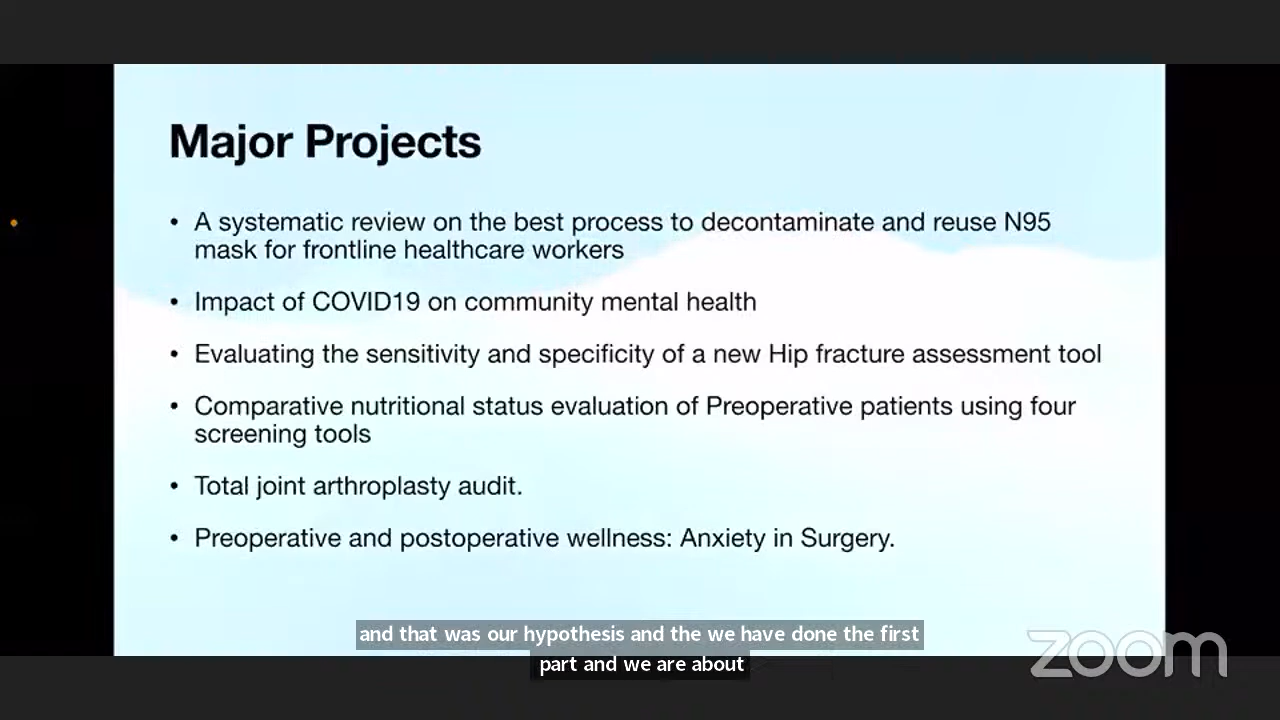 Major Projects
• A systematic review on the best process to decontaminate and reuse N95
mask for frontline healthcare workers
• Impact of COVID19 on community mental health
• Evaluating the sensitivity and specificity of a new Hip fracture assessment tool
• Comparative nutritional status evaluation of Preoperative patients using four
screening tools
• Total joint arthroplasty audit.
• Preoperative and postoperative wellness: Anxiety in Surgery.
and that was our hypothesis and the we have done the first
part and we are about
zoom